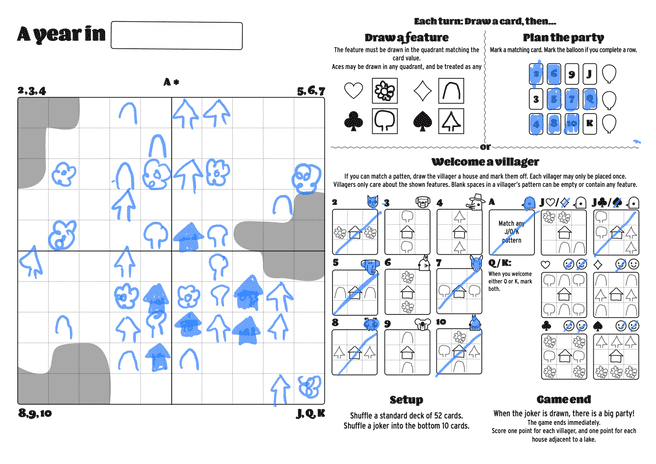 Each turn: Draw a card, then...
A year in
Draw a feature
The feature must be drawn in the quadrant matching the
card value.
Aces may be drawn in any quadrant, and be treated as any
Plan the party
Mark a matching card. Mark the balloon if you complete a row.
2 6 9 J
3 5 7 Q
4 8 10 K
or
A *
2, 3, 4
5, 6, 7
8, 9, 10
J, Q, K
Welcome a villager
If you can match a patten, draw the villager a house and mark them off. Each villager may only be placed once.
Villagers only care about the shown features. Blank spaces in a villager's pattern can be empty or contain any feature.
2 3 4 A J♡/♢ J♣/♠
Match any
J/Q/K
pattern
5 6 7 Q/K: ♡ ♢
When you welcome
either Q or K, mark
both.
8 9 10 ♣ ♠
Setup
Shuffle a standard deck of 52 cards.
Shuffle a joker into the bottom 10 cards.
Game end
When the joker is drawn, there is a big party!
The game ends immediately.
Score one point for each villager, and one point for each
house adjacent to a lake.